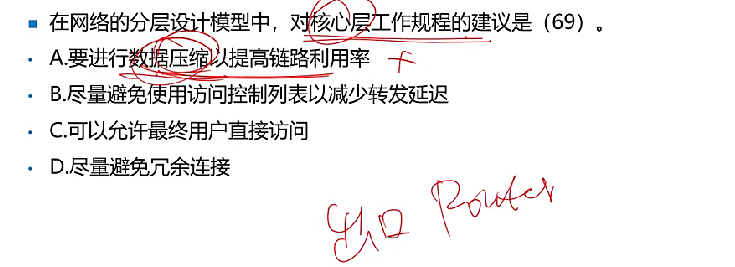 在网络的分层设计模型中，对核心层工作规程的建议是（69）。
A.要进行数据压缩以提高链路利用率
B.尽量避免使用访问控制列表以减少转发延迟
C.可以允许最终用户直接访问
D.尽量避免冗余连接
出口 Router